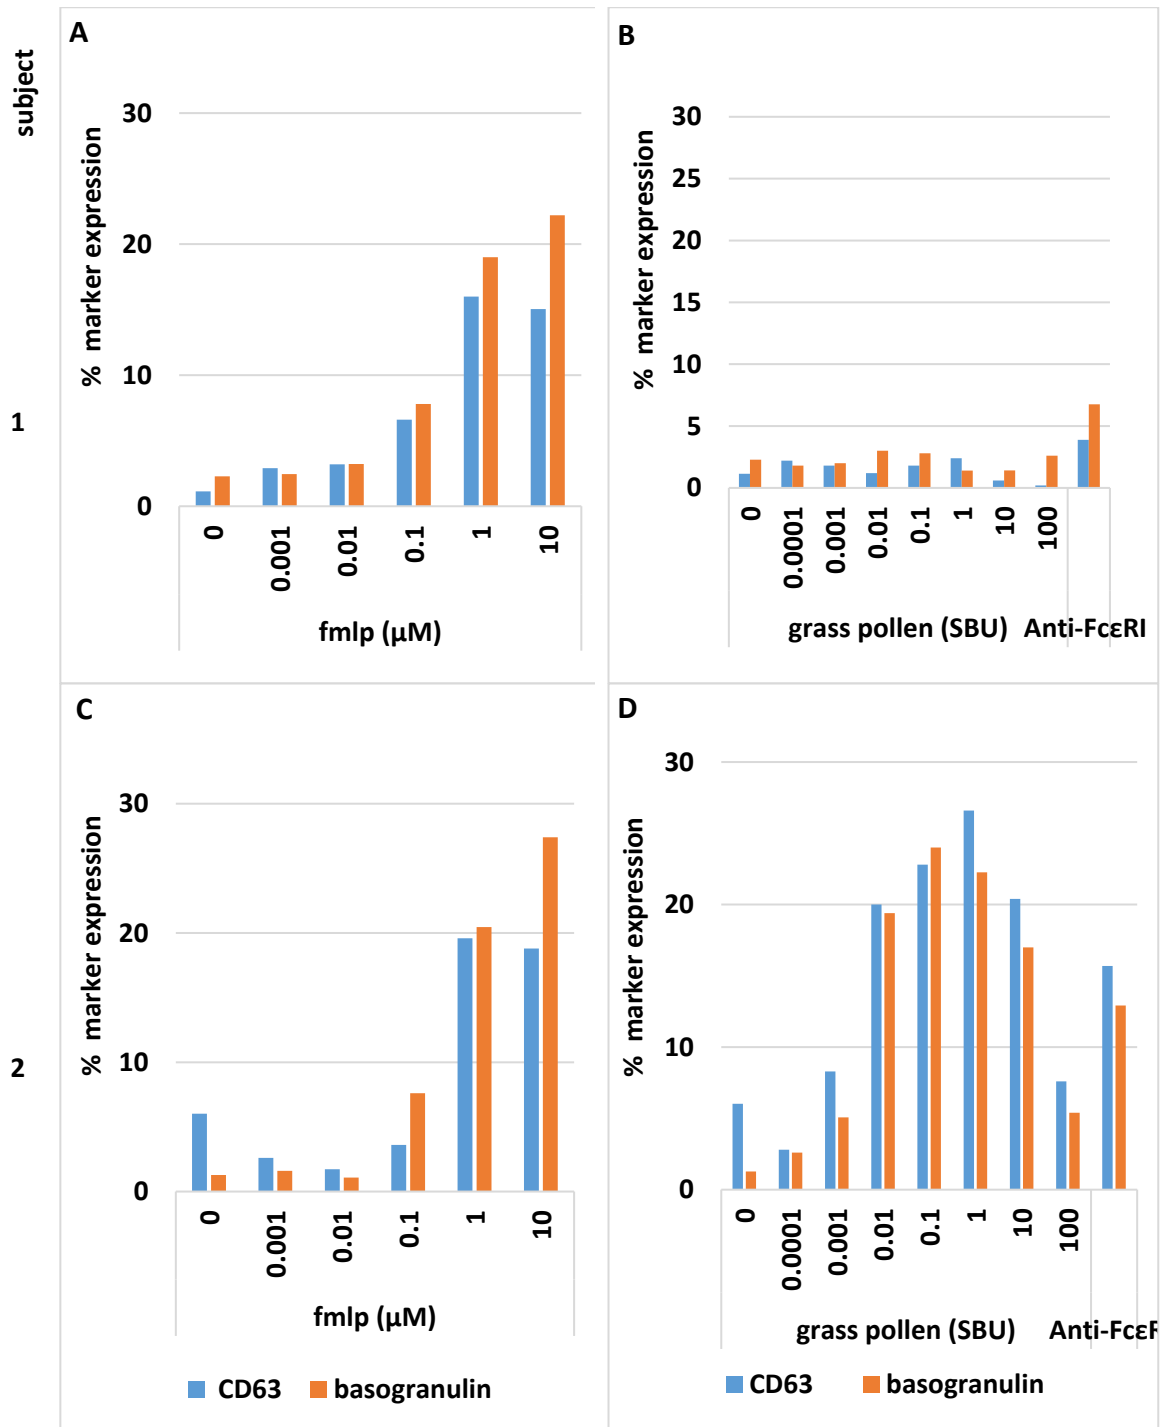 subject
1
2
A
% marker expression
30
20
10
0
0 0.001 0.01 0.1 1 10
fmlp (µM)
B
% marker expression
30
25
20
15
10
5
0
0 0.0001 0.001 0.01 0.1 1 10 100
grass pollen (SBU) Anti-FcεRI
C
% marker expression
30
20
10
0
0 0.001 0.01 0.1 1 10
fmlp (µM)
CD63 basogranulin
D
% marker expression
30
20
10
0
0 0.0001 0.001 0.01 0.1 1 10 100
grass pollen (SBU) Anti-FcεR
CD63 basogranulin